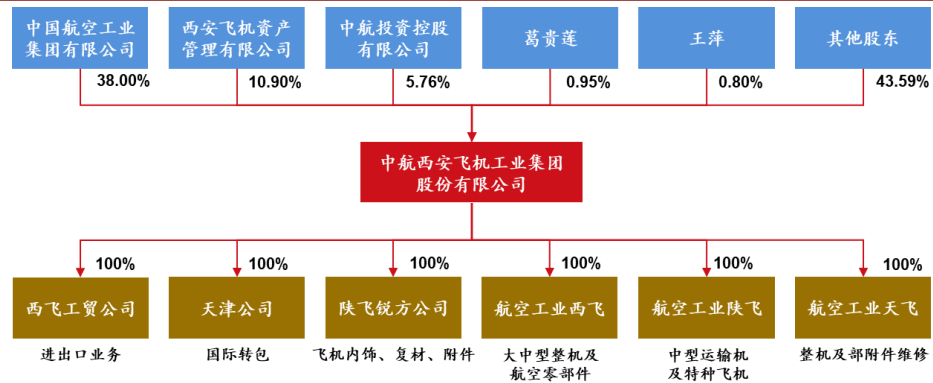 中国航空工业
集团有限公司
西安飞机资产
管理有限公司
中航投资控股
有限公司
葛贵莲
王萍
其他股东
38.00%
10.90%
5.76%
0.95%
0.80%
43.59%
中航西安飞机工业集团
股份有限公司
100%
100%
100%
100%
100%
100%
西飞工贸公司
天津公司
陕飞锐方公司
航空工业西飞
航空工业陕飞
航空工业天飞
进出口业务
国际转包
飞机内饰、复材、附件
大中型整机及
航空零部件
中型运输机
及特种飞机
整机及部附件维修